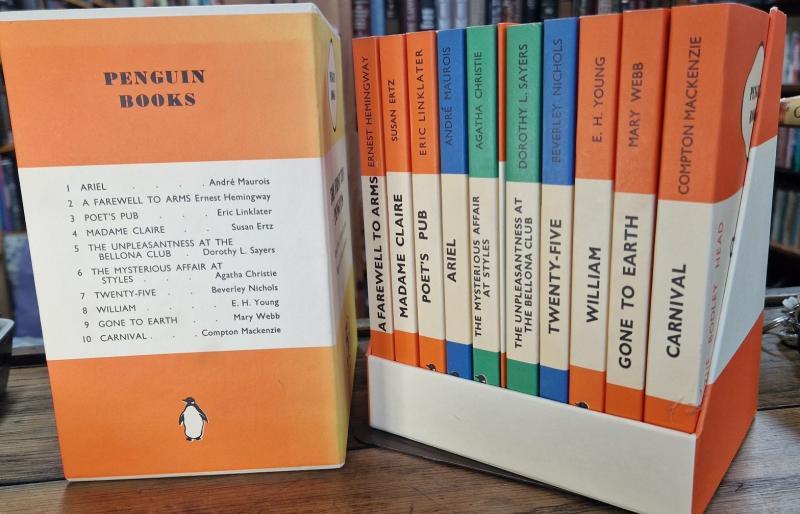 PENGUIN
BOOKS
1 ARIEL . . . André Maurois
2 A FAREWELL TO ARMS Ernest Hemingway
3 POET'S PUB . . . Eric Linklater
4 MADAME CLAIRE . . Susan Ertz
5 THE UNPLEASANTNESS AT THE
BELLONA CLUB . Dorothy L. Sayers
6 THE MYSTERIOUS AFFAIR AT
STYLES . . . Agatha Christie
7 TWENTY-FIVE . . Beverley Nichols
8 WILLIAM . . . E. H. Young
9 GONE TO EARTH . . Mary Webb
10 CARNIVAL . . . Compton Mackenzie
ERNEST HEMINGWAY
A FAREWELL TO ARMS
SUSAN ERTZ
MADAME CLAIRE
ERIC LINKLATER
POET'S PUB
ANDRÉ MAUROIS
ARIEL
AGATHA CHRISTIE
THE MYSTERIOUS AFFAIR
AT STYLES
DOROTHY L. SAYERS
THE UNPLEASANTNESS AT
THE BELLONA CLUB
BEVERLEY NICHOLS
TWENTY-FIVE
E. H. YOUNG
WILLIAM
MARY WEBB
GONE TO EARTH
COMPTON MACKENZIE
CARNIVAL
BODLEY HEAD